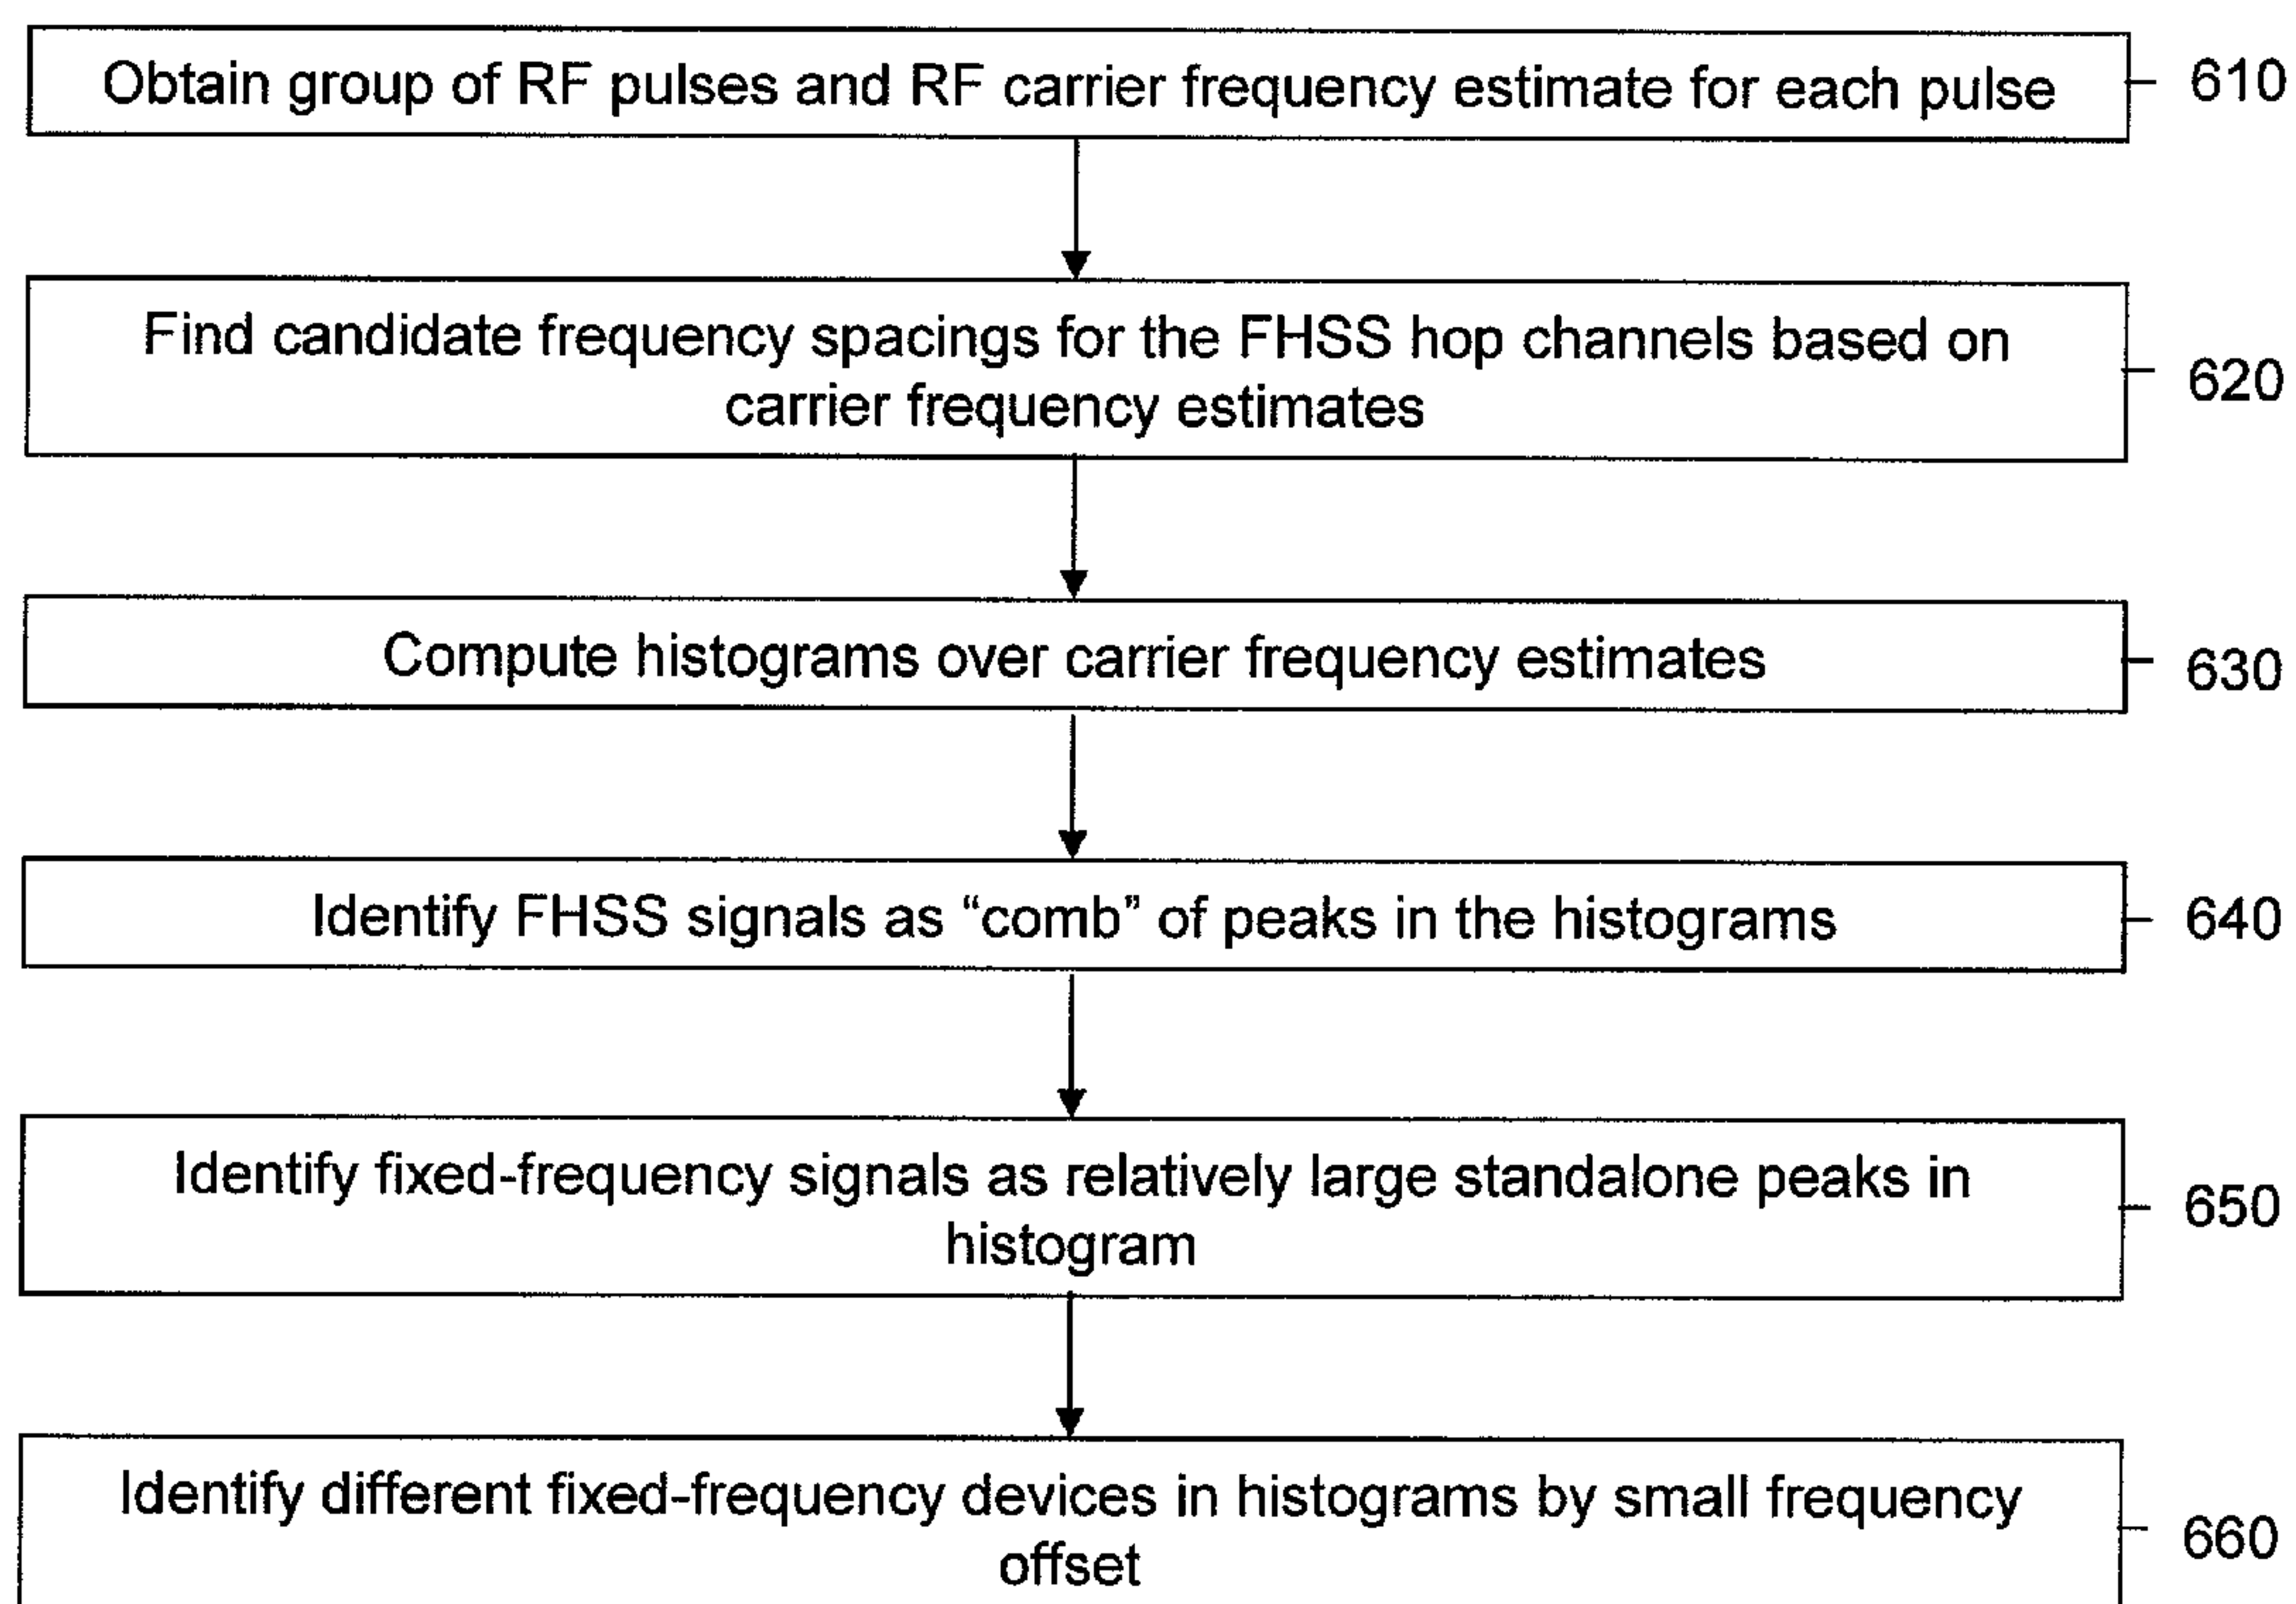 Obtain group of RF pulses and RF carrier frequency estimate for each pulse
610
Find candidate frequency spacings for the FHSS hop channels based on
carrier frequency estimates
620
Compute histograms over carrier frequency estimates
630
Identify FHSS signals as “comb” of peaks in the histograms
640
Identify fixed-frequency signals as relatively large standalone peaks in
histogram
650
Identify different fixed-frequency devices in histograms by small frequency
offset
660